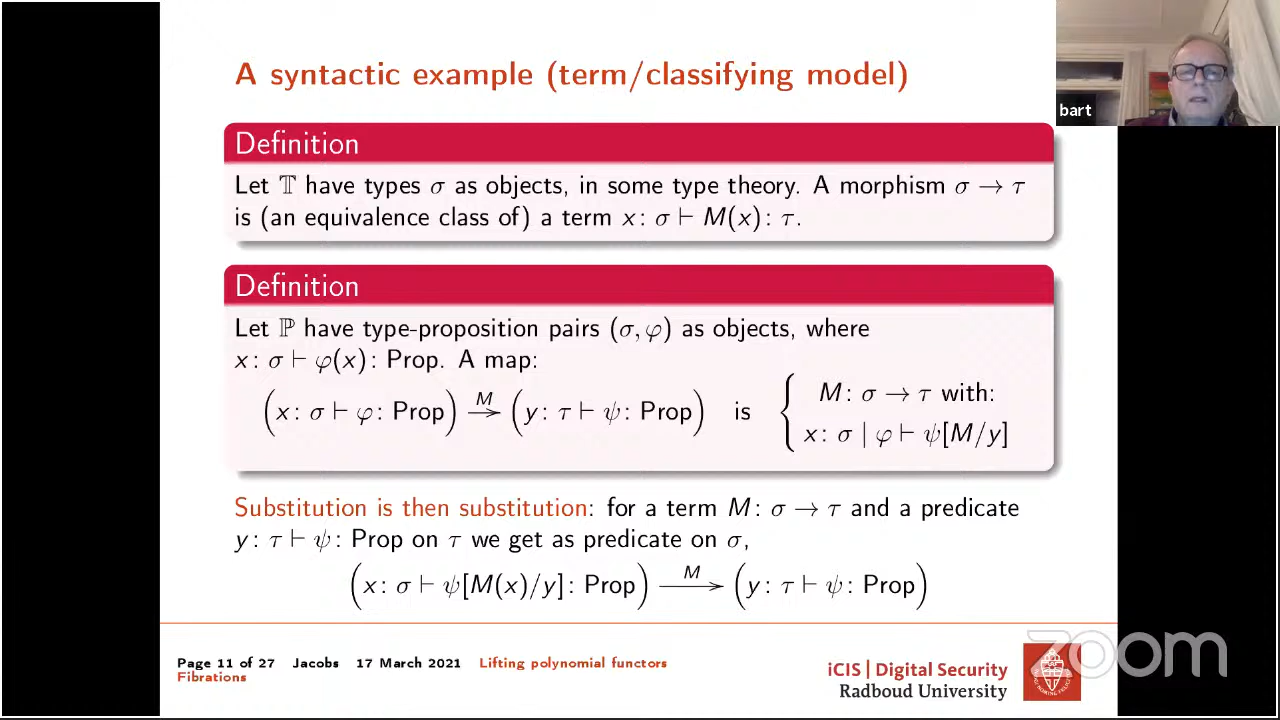 A syntactic example (term/classifying model)
bart
Definition
Let 𝕋 have types σ as objects, in some type theory. A morphism σ → τ
is (an equivalence class of) a term x : σ ⊢ M(x) : τ.
Definition
Let ℙ have type-proposition pairs (σ, φ) as objects, where
x : σ ⊢ φ(x) : Prop. A map:
(x : σ ⊢ φ : Prop) —M→ (y : τ ⊢ ψ : Prop) is { M : σ → τ with:
x : σ | φ ⊢ ψ[M/y]
Substitution is then substitution: for a term M : σ → τ and a predicate
y : τ ⊢ ψ : Prop on τ we get as predicate on σ,
(x : σ ⊢ ψ[M(x)/y] : Prop) —M→ (y : τ ⊢ ψ : Prop)
Page 11 of 27 Jacobs 17 March 2021 Lifting polynomial functors
Fibrations
iCIS | Digital Security
Radboud University
zoom